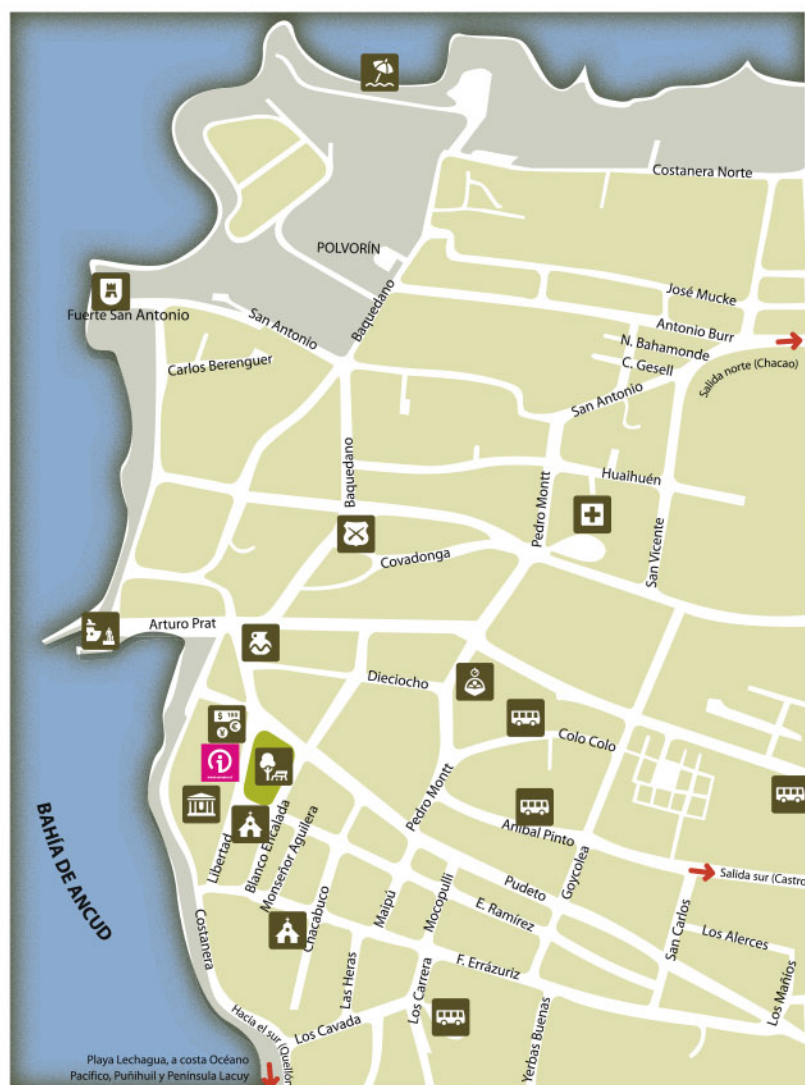 Costanera Norte
POLVORÍN
José Mucke
Fuerte San Antonio
San Antonio
Baquedano
Antonio Burr
N. Bahamonde
C. Gesell
Salida norte (Chacao)
Carlos Berenguer
San Antonio
Baquedano
Pedro Montt
Huaihuén
San Vicente
Covadonga
Arturo Prat
Dieciocho
$ 100
¥ €
Colo Colo
i
Pedro Montt
BAHÍA DE ANCUD
Libertad
Blanco Encalada
Monseñor Aguilera
Aníbal Pinto
Goycolea
Salida sur (Castro
Pudeto
Maipú
Mocopulli
E. Ramírez
Chacabuco
San Carlos
Los Alerces
Costanera
F. Errázuriz
Las Heras
Los Carrera
Los Mañíos
Yerbas Buenas
Hacia el sur (Quellón
Los Cavada
Playa Lechagua, a costa Océano
Pacífico, Puñihuil y Península Lacuy